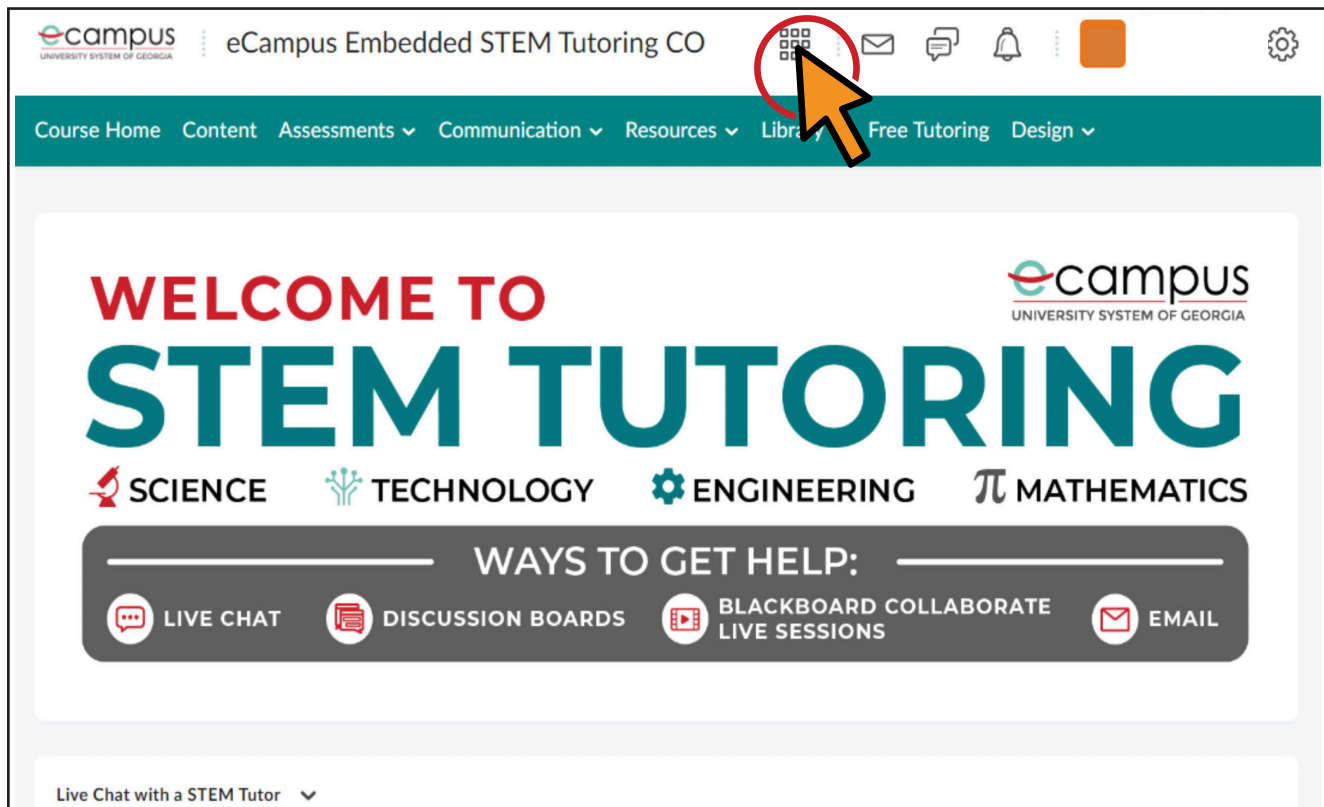 ecampus
UNIVERSITY SYSTEM OF GEORGIA
eCampus Embedded STEM Tutoring CO
Course Home Content Assessments Communication Resources Library Free Tutoring Design
WELCOME TO
ecampus
UNIVERSITY SYSTEM OF GEORGIA
STEM TUTORING
SCIENCE TECHNOLOGY ENGINEERING π MATHEMATICS
WAYS TO GET HELP:
LIVE CHAT DISCUSSION BOARDS BLACKBOARD COLLABORATE
LIVE SESSIONS EMAIL
Live Chat with a STEM Tutor